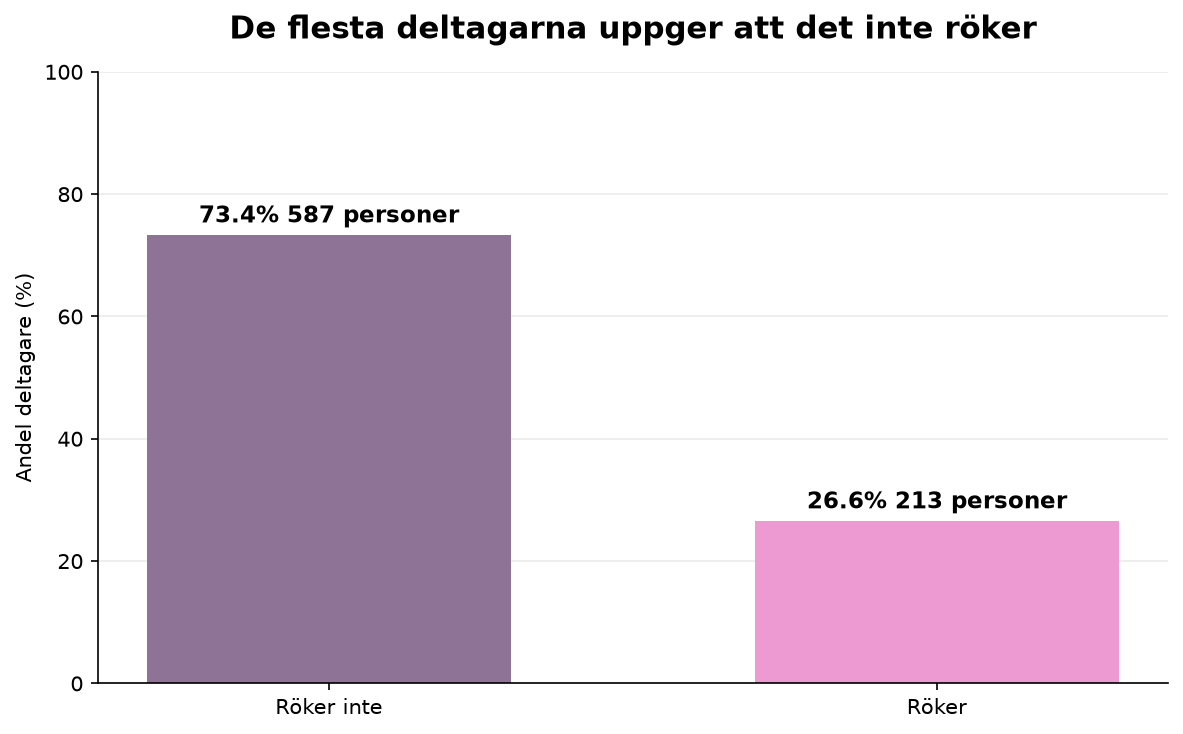 De flesta deltagarna uppger att det inte röker
Andel deltagare (%)
100
80
60
40
20
0
73.4% 587 personer
26.6% 213 personer
Röker inte
Röker